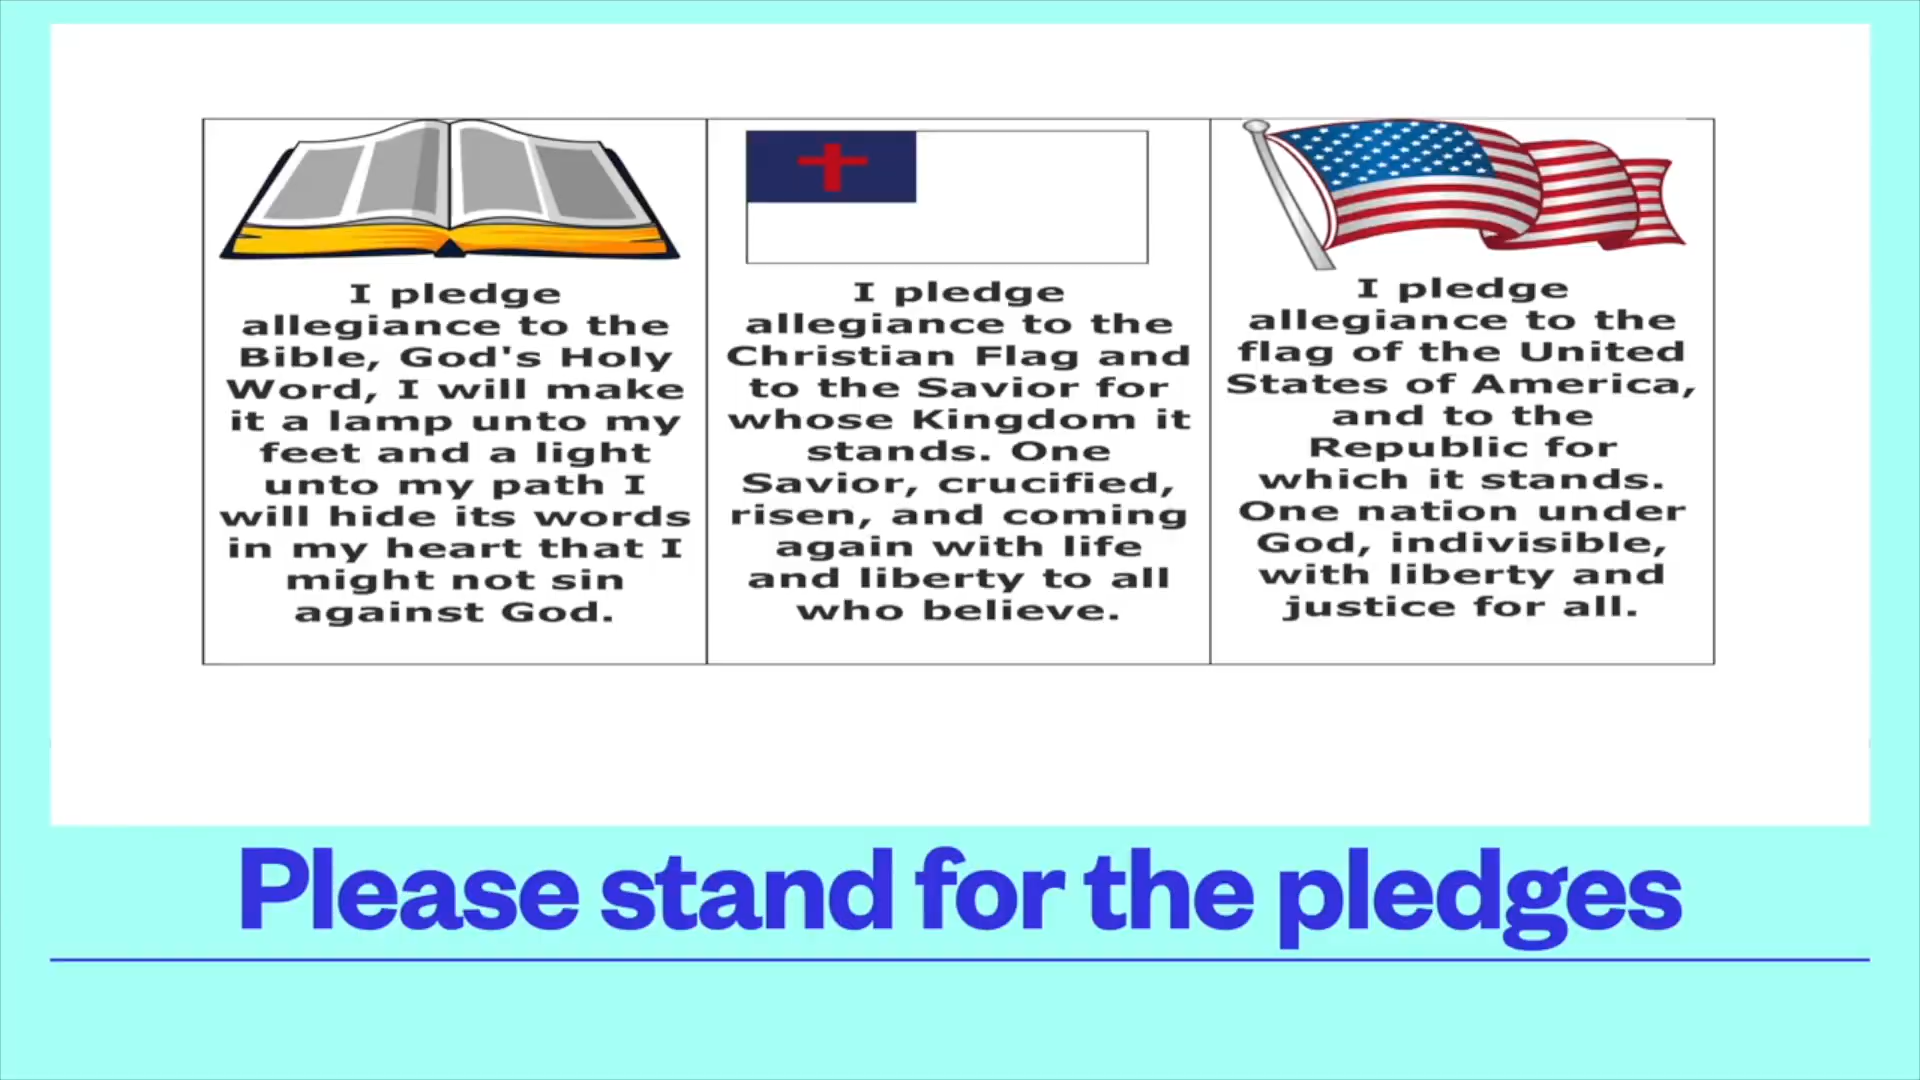 I pledge
allegiance to the
Bible, God's Holy
Word, I will make
it a lamp unto my
feet and a light
unto my path I
will hide its words
in my heart that I
might not sin
against God.
I pledge
allegiance to the
Christian Flag and
to the Savior for
whose Kingdom it
stands. One
Savior, crucified,
risen, and coming
again with life
and liberty to all
who believe.
I pledge
allegiance to the
flag of the United
States of America,
and to the
Republic for
which it stands.
One nation under
God, indivisible,
with liberty and
justice for all.
Please stand for the pledges